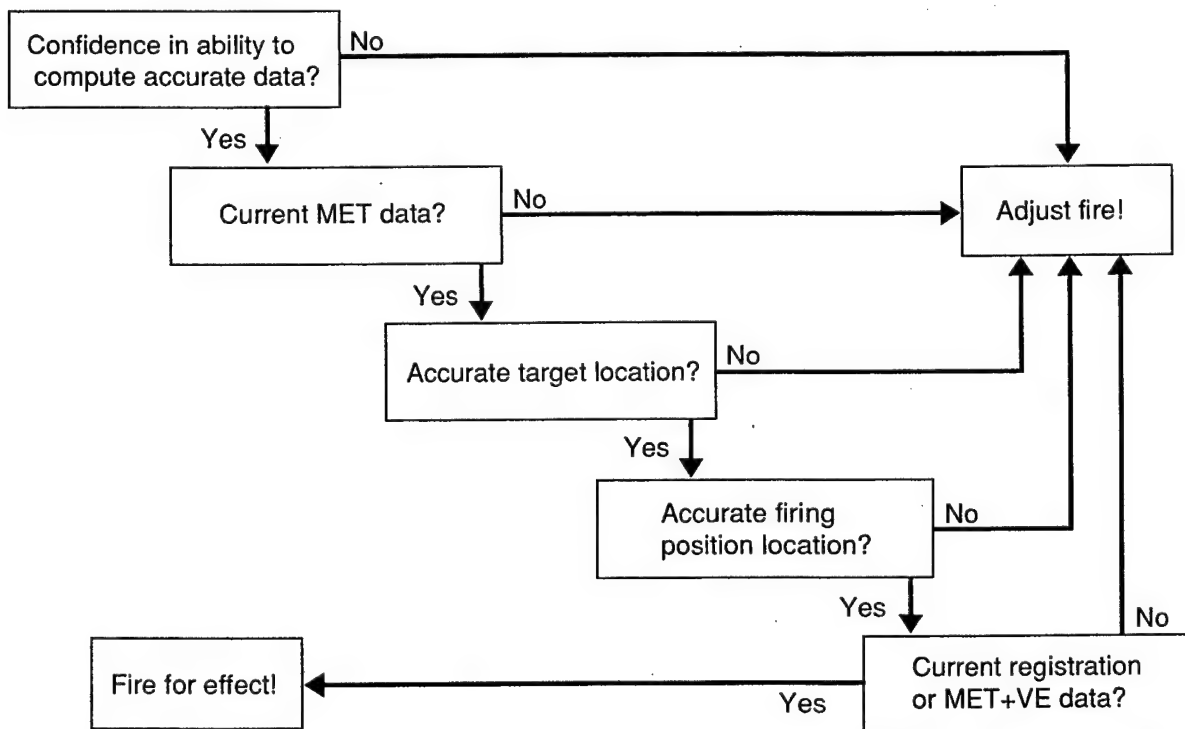 Confidence in ability to
compute accurate data?
No
Yes
Current MET data?
No
Adjust fire!
Yes
Accurate target location?
No
Yes
Accurate firing
position location?
No
Yes
No
Fire for effect!
Yes
Current registration
or MET+VE data?